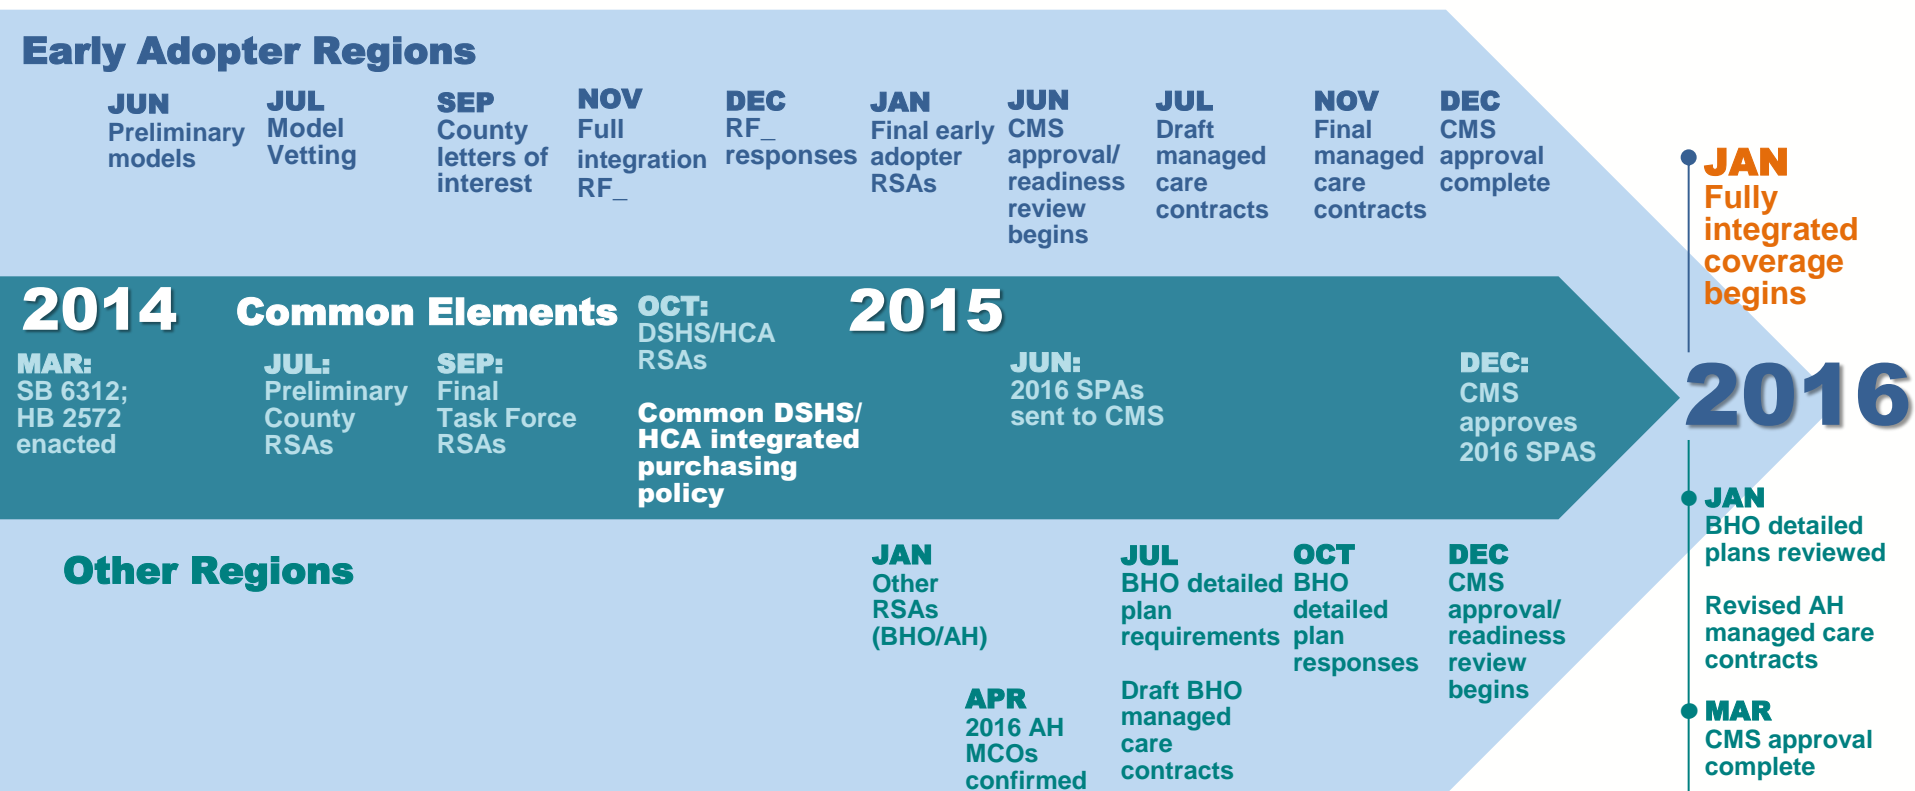 Early Adopter Regions
JUN
Preliminary
models
JUL
Model
Vetting
SEP
County
letters of
interest
NOV
Full
integration
RF_
DEC
RF_
responses
JAN
Final early
adopter
RSAs
JUN
CMS
approval/
readiness
review
begins
JUL
Draft
managed
care
contracts
NOV
Final
managed
care
contracts
DEC
CMS
approval
complete
JAN
Fully
integrated
coverage
begins
2014
Common Elements
2015
2016
MAR:
SB 6312;
HB 2572
enacted
JUL:
Preliminary
County
RSAs
SEP:
Final
Task Force
RSAs
OCT:
DSHS/HCA
RSAs
Common DSHS/
HCA integrated
purchasing
policy
JUN:
2016 SPAs
sent to CMS
DEC:
CMS
approves
2016 SPAS
Other Regions
JAN
Other
RSAs
(BHO/AH)
APR
2016 AH
MCOs
confirmed
JUL
BHO detailed
plan
requirements
Draft BHO
managed
care
contracts
OCT
BHO
detailed
plan
responses
DEC
CMS
approval/
readiness
review
begins
JAN
BHO detailed
plans reviewed
Revised AH
managed care
contracts
MAR
CMS approval
complete